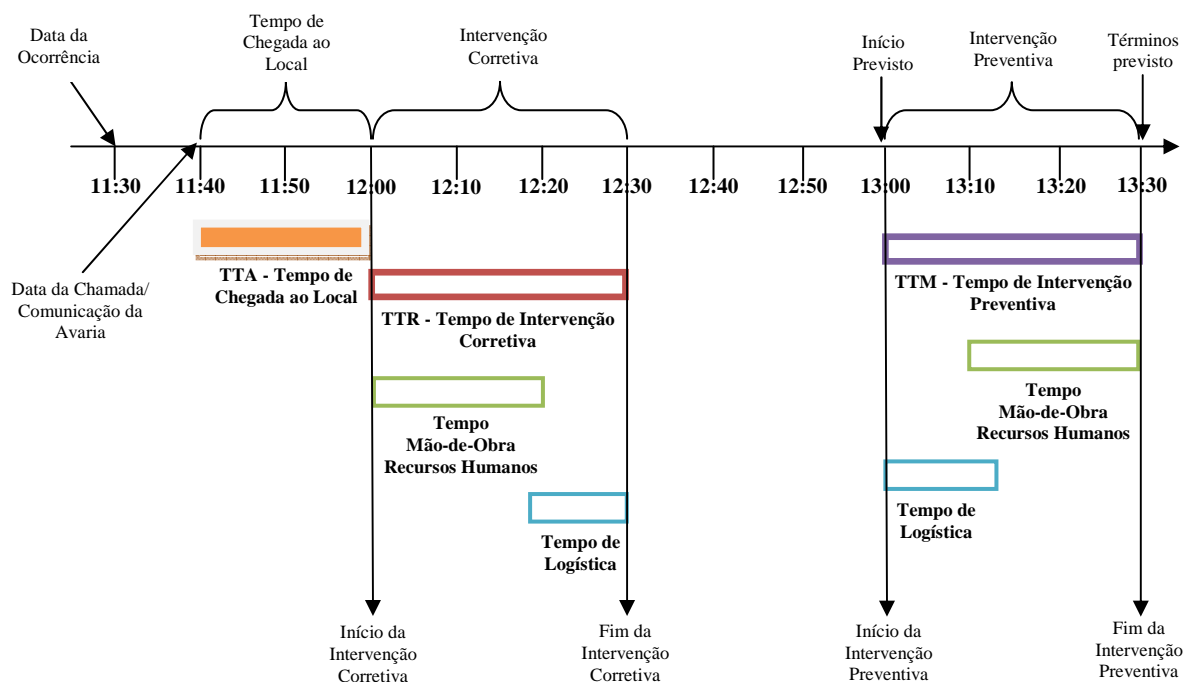 Data da
Ocorrência
Tempo de
Chegada ao
Local
Intervenção
Corretiva
Início
Previsto
Intervenção
Preventiva
Términos
previsto
11:30
11:40
11:50
12:00
12:10
12:20
12:30
12:40
12:50
13:00
13:10
13:20
13:30
Data da Chamada/
Comunicação da
Avaria
TTA - Tempo de
Chegada ao Local
TTR - Tempo de Intervenção
Corretiva
TTM - Tempo de Intervenção
Preventiva
Tempo
Mão-de-Obra
Recursos Humanos
Tempo
Mão-de-Obra
Recursos Humanos
Tempo de
Logística
Tempo de
Logística
Início da
Intervenção
Corretiva
Fim da
Intervenção
Corretiva
Início da
Intervenção
Preventiva
Fim da
Intervenção
Preventiva